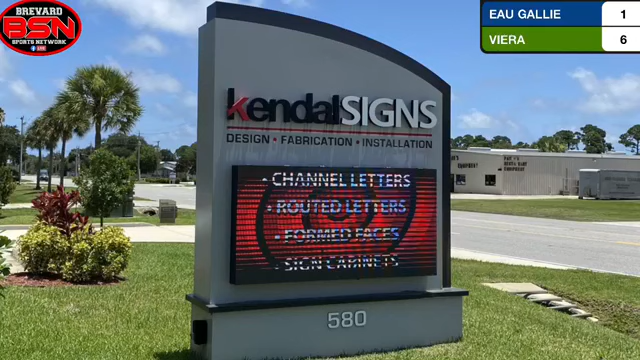 BREVARD
BSN
SPORTS NETWORK
LIVE
EAU GALLIE 1
VIERA 6
kendalSIGNS
DESIGN • FABRICATION • INSTALLATION
• CHANNEL LETTERS
• ROUTED LETTERS
• FORMED FACES
• SIGN CABINETS
580